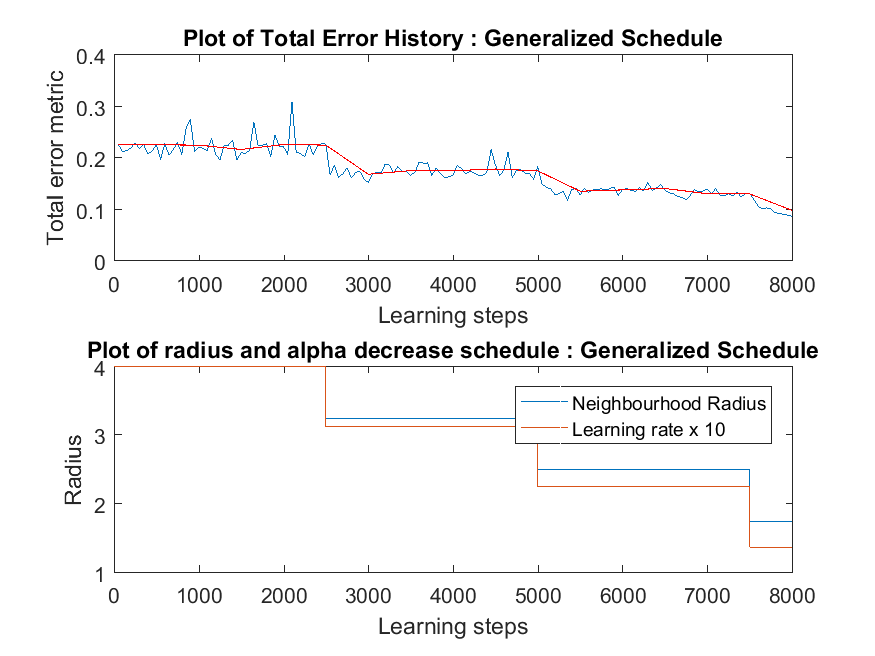 Plot of Total Error History : Generalized Schedule
Total error metric
0.4
0.3
0.2
0.1
0
0 1000 2000 3000 4000 5000 6000 7000 8000
Learning steps
Plot of radius and alpha decrease schedule : Generalized Schedule
Radius
4
3
2
1
Neighbourhood Radius
Learning rate x 10
0 1000 2000 3000 4000 5000 6000 7000 8000
Learning steps